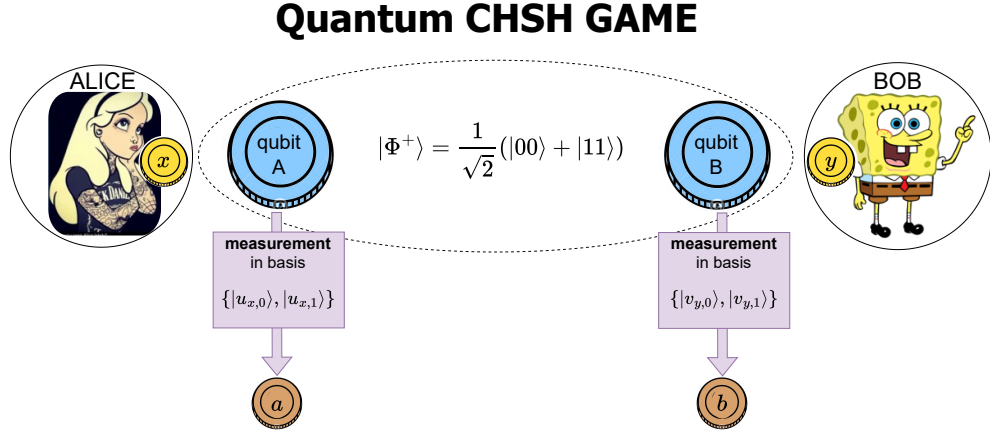 Quantum CHSH GAME
ALICE
BOB
x
qubit
A
|Φ⁺⟩ = 1/√2 (|00⟩ + |11⟩)
qubit
B
y
measurement
in basis
{|u_{x,0}⟩, |u_{x,1}⟩}
measurement
in basis
{|v_{y,0}⟩, |v_{y,1}⟩}
a
b